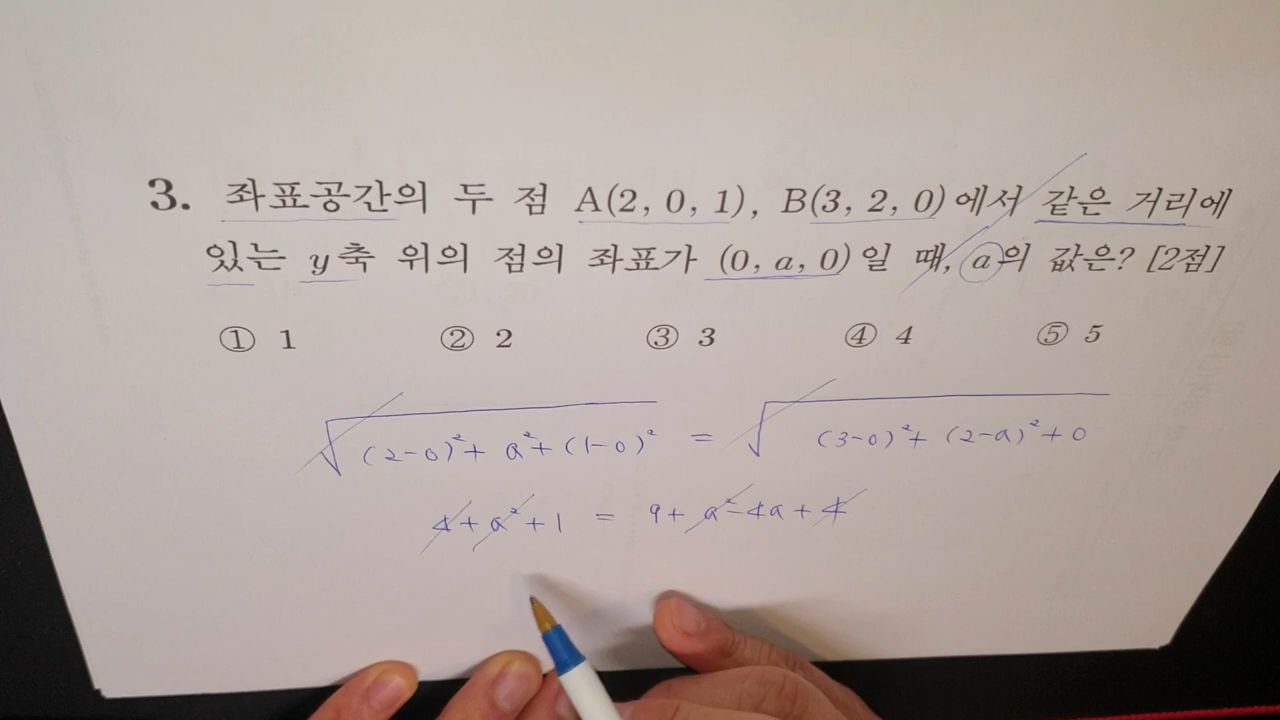 3. 좌표공간의 두 점 A(2, 0, 1), B(3, 2, 0)에서 같은 거리에
있는 y축 위의 점의 좌표가 (0, a, 0)일 때, a의 값은? [2점]
① 1 ② 2 ③ 3 ④ 4 ⑤ 5
√(2-0)²+ a²+(1-0)² = √(3-0)²+(2-a)²+0
4+a²+1 = 9+a²-4a+4